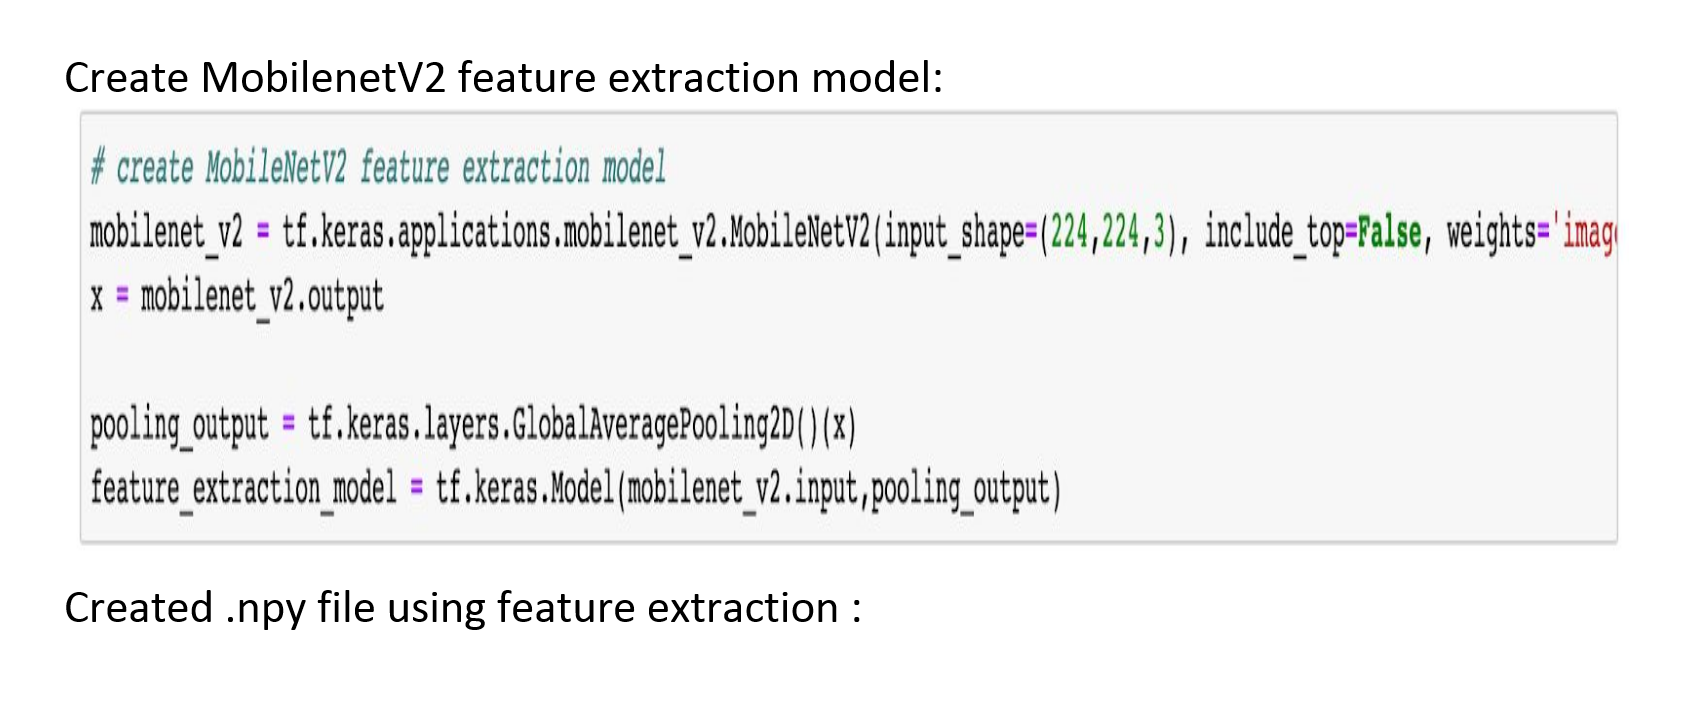 Create MobilenetV2 feature extraction model:
# create MobileNetV2 feature extraction model
mobilenet_v2 = tf.keras.applications.mobilenet_v2.MobileNetV2(input_shape=(224,224,3), include_top=False, weights='imag
x = mobilenet_v2.output
pooling_output = tf.keras.layers.GlobalAveragePooling2D()(x)
feature_extraction_model = tf.keras.Model(mobilenet_v2.input,pooling_output)
Created .npy file using feature extraction :